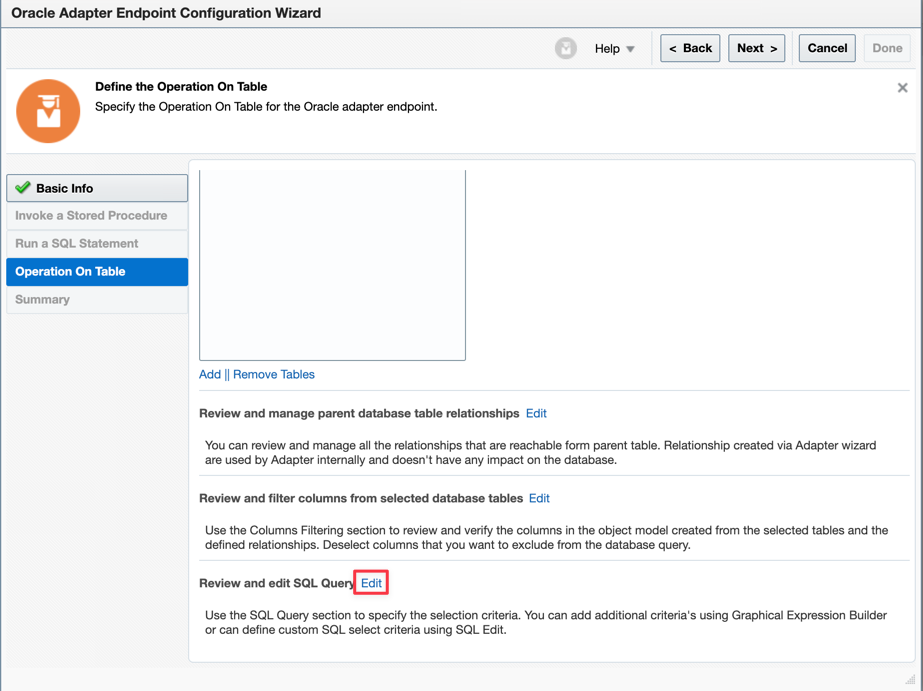 Oracle Adapter Endpoint Configuration Wizard
Help
< Back
Next >
Cancel
Done
Define the Operation On Table
Specify the Operation On Table for the Oracle adapter endpoint.
Basic Info
Invoke a Stored Procedure
Run a SQL Statement
Operation On Table
Summary
Add || Remove Tables
Review and manage parent database table relationships Edit
You can review and manage all the relationships that are reachable form parent table. Relationship created via Adapter wizard
are used by Adapter internally and doesn't have any impact on the database.
Review and filter columns from selected database tables Edit
Use the Columns Filtering section to review and verify the columns in the object model created from the selected tables and the
defined relationships. Deselect columns that you want to exclude from the database query.
Review and edit SQL Query Edit
Use the SQL Query section to specify the selection criteria. You can add additional criteria's using Graphical Expression Builder
or can define custom SQL select criteria using SQL Edit.